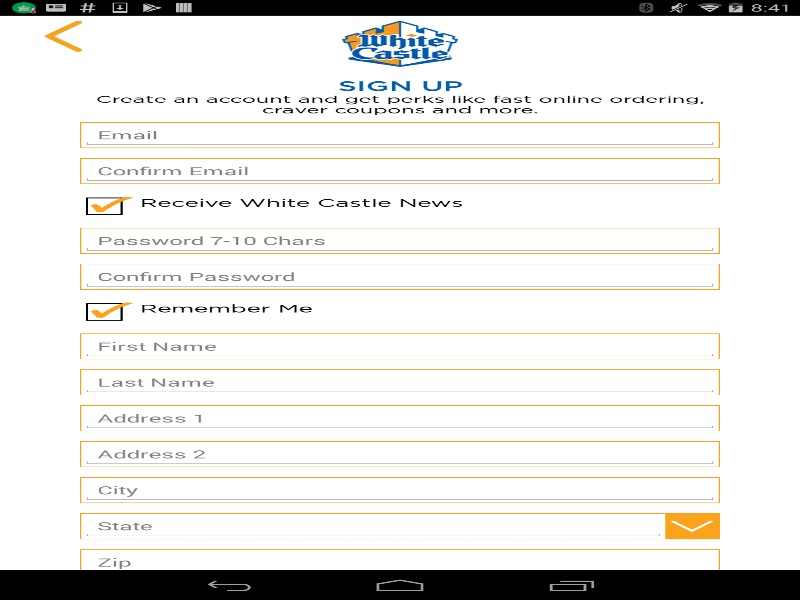 8:41
White
Castle
SIGN UP
Create an account and get perks like fast online ordering,
craver coupons and more.
Email
Confirm Email
Receive White Castle News
Password 7-10 Chars
Confirm Password
Remember Me
First Name
Last Name
Address 1
Address 2
City
State
Zip